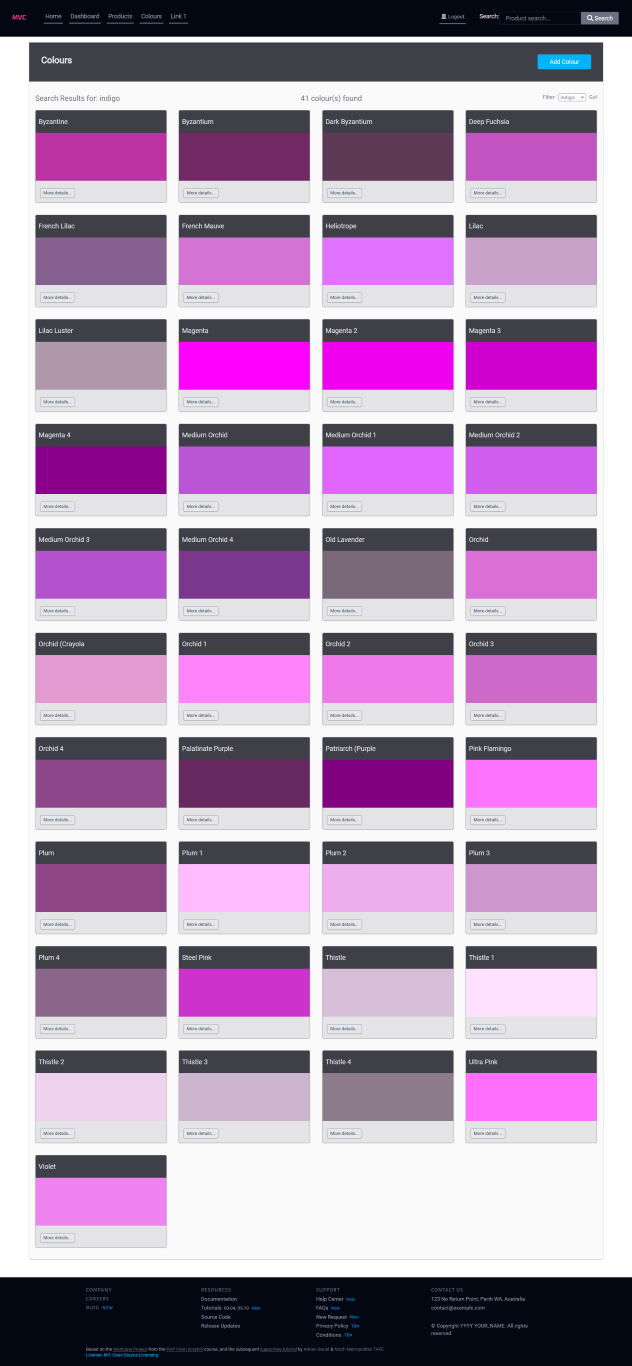 MVC Home Dashboard Products Colours Link 1 Logout Search: Product search... Search
Colours Add Colour
Search Results for: indigo 41 colour(s) found Filter: Indigo Go!
Byzantine Byzantium Dark Byzantium Deep Fuchsia
More details... More details... More details... More details...
French Lilac French Mauve Heliotrope Lilac
More details... More details... More details... More details...
Lilac Luster Magenta Magenta 2 Magenta 3
More details... More details... More details... More details...
Magenta 4 Medium Orchid Medium Orchid 1 Medium Orchid 2
More details... More details... More details... More details...
Medium Orchid 3 Medium Orchid 4 Old Lavender Orchid
More details... More details... More details... More details...
Orchid (Crayola Orchid 1 Orchid 2 Orchid 3
More details... More details... More details... More details...
Orchid 4 Palatinate Purple Patriarch (Purple Pink Flamingo
More details... More details... More details... More details...
Plum Plum 1 Plum 2 Plum 3
More details... More details... More details... More details...
Plum 4 Steel Pink Thistle Thistle 1
More details... More details... More details... More details...
Thistle 2 Thistle 3 Thistle 4 Ultra Pink
More details... More details... More details... More details...
Violet
More details...
COMPANY RESOURCES SUPPORT CONTACT US
CAREERS Documentation Help Center New 123 No Return Point, Perth WA, Australia
BLOG NEW Tutorials: 03-04, 05-10 New FAQs New contact@example.com
Source Code New Request New
Release Updates Privacy Policy TBA © Copyright YYYY YOUR_NAME. All rights
Conditions TBA reserved.
Based on the Workopia Project from the PHP From Scratch course, and the subsequent supporting tutorial by Adrian Gould & North Metropolitan TAFE
License: MIT Open Source Licensing